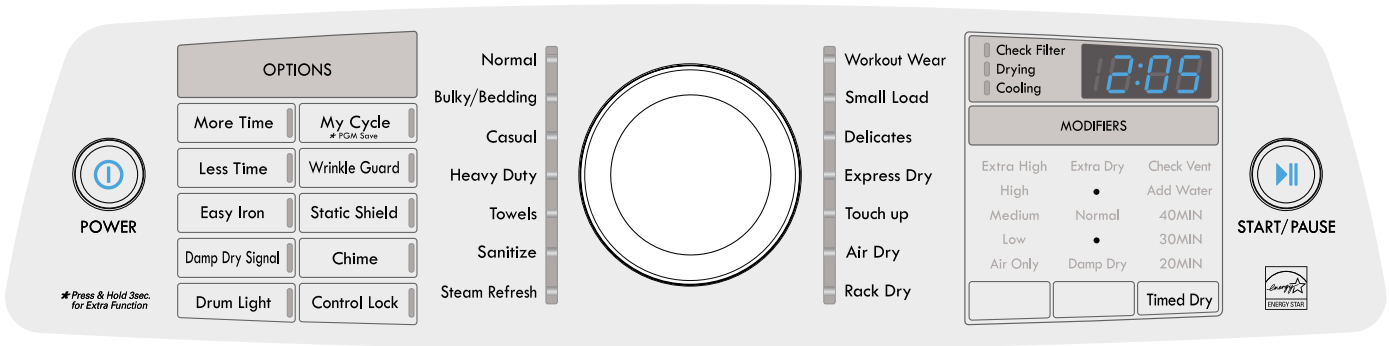 POWER
* Press & Hold 3sec.
for Extra Function
OPTIONS
More Time
My Cycle
* PGM Save
Less Time
Wrinkle Guard
Easy Iron
Static Shield
Damp Dry Signal
Chime
Drum Light
Control Lock
Normal
Bulky/Bedding
Casual
Heavy Duty
Towels
Sanitize
Steam Refresh
Workout Wear
Small Load
Delicates
Express Dry
Touch up
Air Dry
Rack Dry
Check Filter
Drying
Cooling
2:05
MODIFIERS
Extra High
Extra Dry
Check Vent
High
•
Add Water
Medium
Normal
40MIN
Low
•
30MIN
Air Only
Damp Dry
20MIN
Timed Dry
START/PAUSE
energy
ENERGY STAR